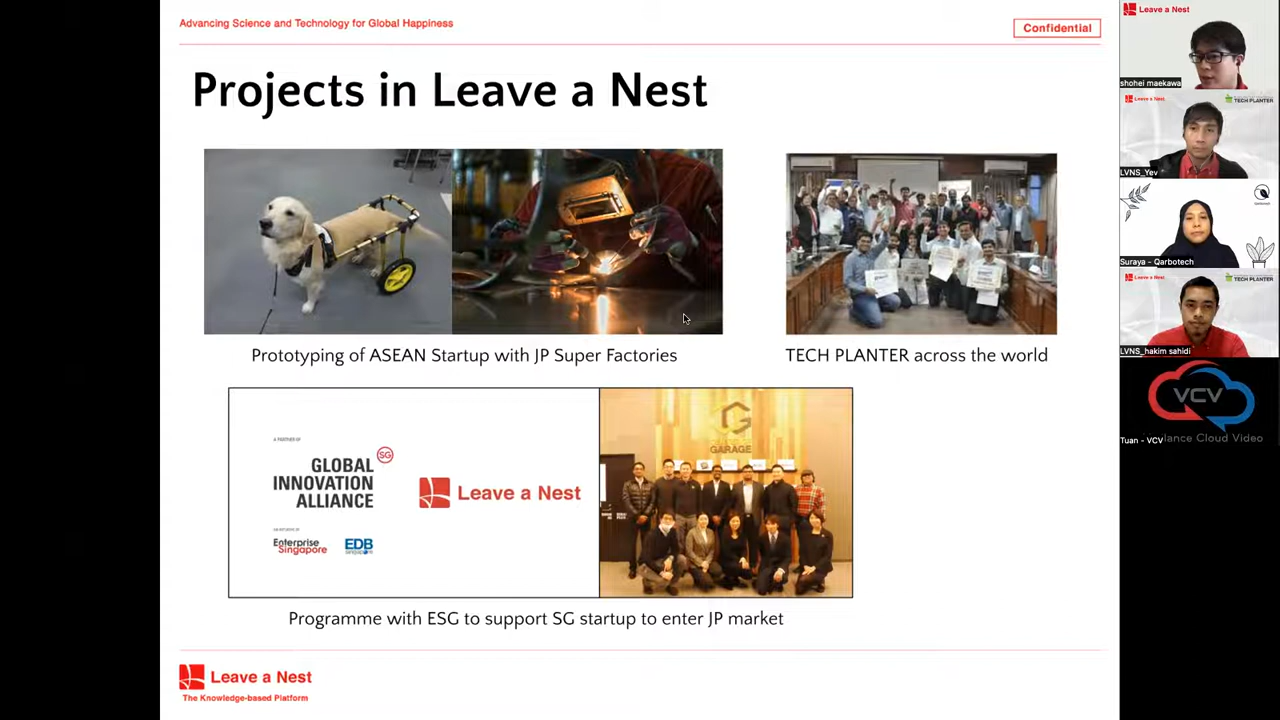 Advancing Science and Technology for Global Happiness
Confidential
Projects in Leave a Nest
Prototyping of ASEAN Startup with JP Super Factories
TECH PLANTER across the world
A PARTNER OF
GLOBAL
INNOVATION
ALLIANCE
SG
Enterprise
Singapore
EDB
singapore
Leave a Nest
GARAGE
Programme with ESG to support SG startup to enter JP market
Leave a Nest
The Knowledge-based Platform
Leave a Nest
shohei maekawa
Leave a Nest
TECH PLANTER
LVNS_Yev
Suraya - Qarbotech
Leave a Nest
TECH PLANTER
LVNS_hakim sahidi
VCV
Tuan - VCV
lance Cloud Video